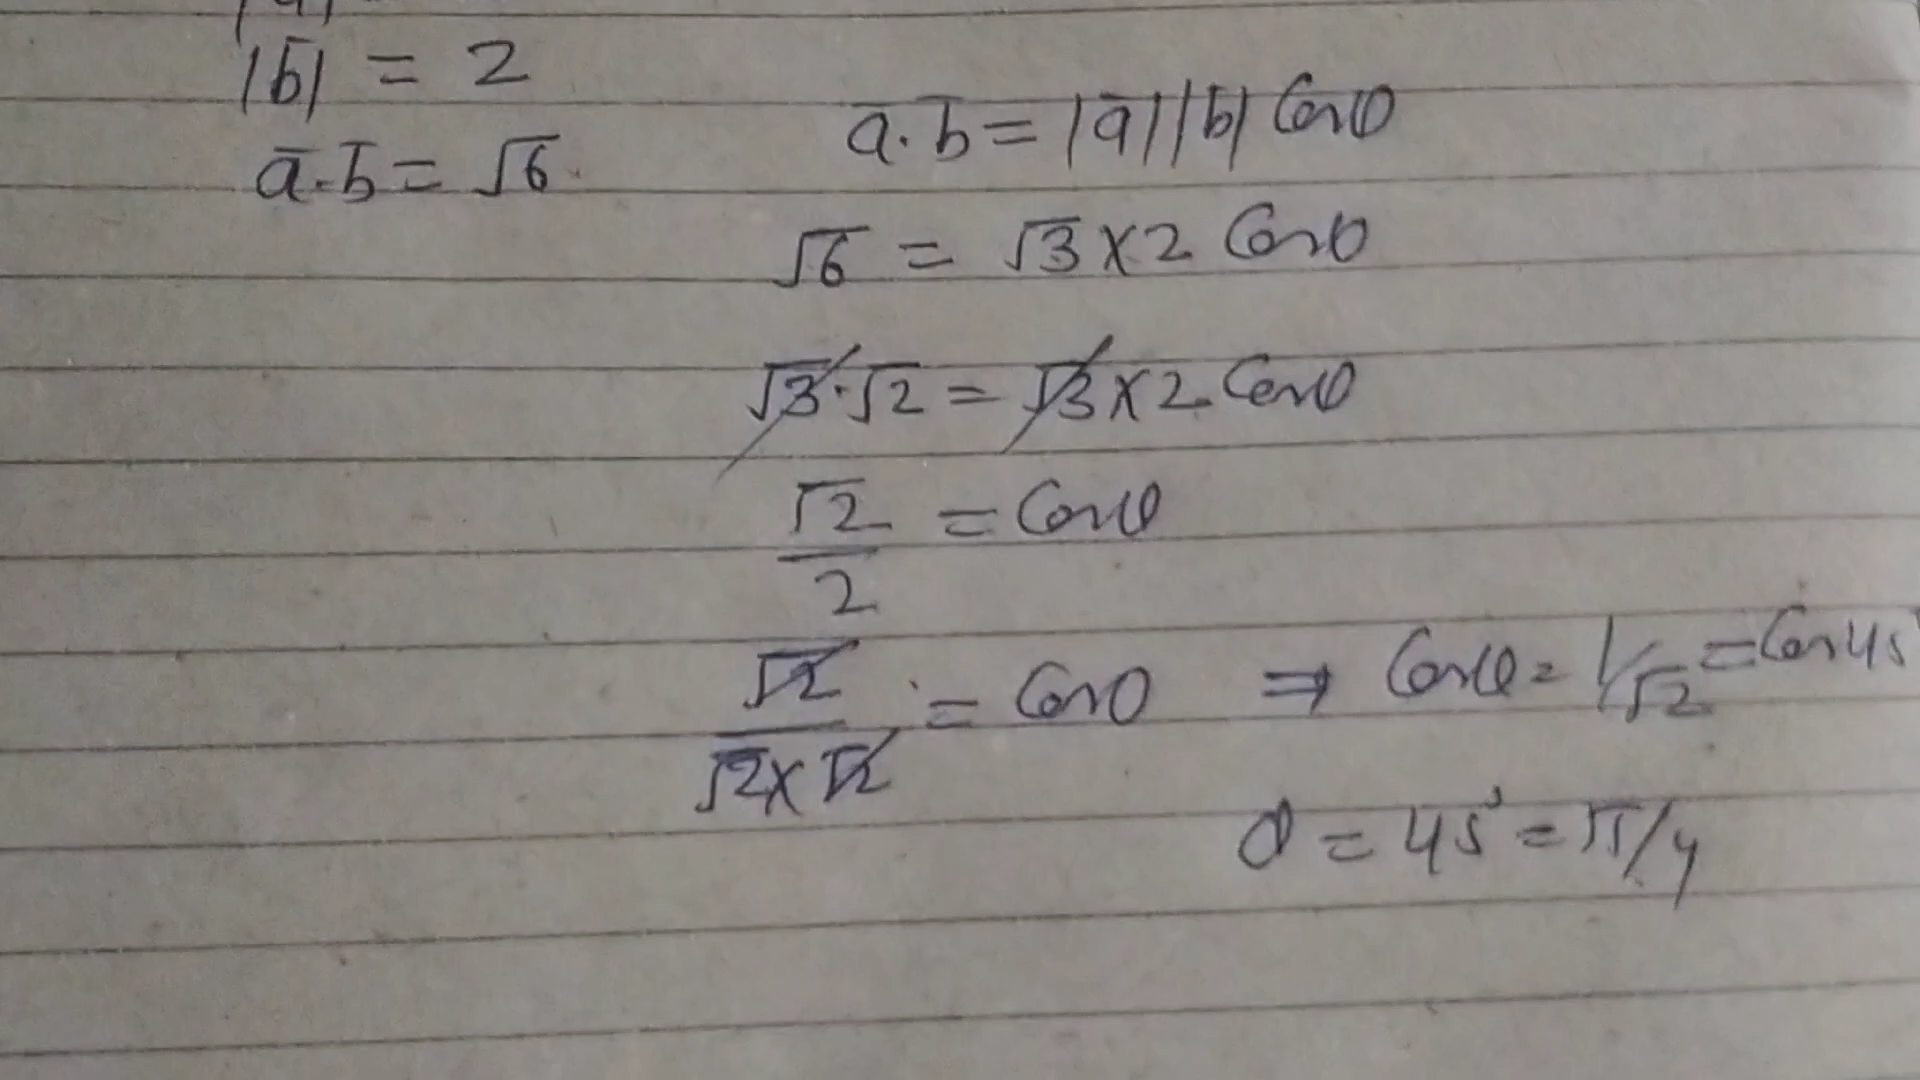 |b̄| = 2
ā.b̄ = √6
ā.b̄ = |ā||b̄| Cosθ
√6 = √3 × 2 Cosθ
√3.√2 = √3 × 2 Cosθ
√2/2 = Cosθ
√2/(√2×√2) = Cosθ ⇒ Cosθ = 1/√2 = Cos45°
θ = 45° = π/4